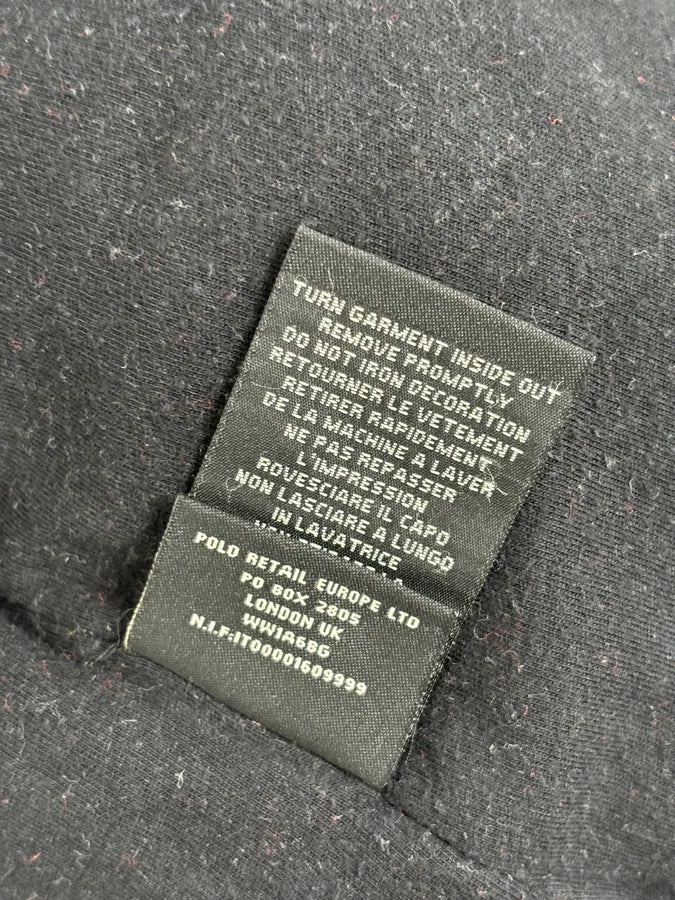 TURN GARMENT INSIDE OUT
REMOVE PROMPTLY
DO NOT IRON DECORATION
RETOURNER LE VETEMENT
RETIRER RAPIDEMENT
DE LA MACHINE A LAVER
NE PAS REPASSER
L'IMPRESSION
ROVESCIARE IL CAPO
NON LASCIARE A LUNGO
IN LAVATRICE
POLO RETAIL EUROPE LTD
PO BOX 2805
LONDON UK
WW1A68G
N.I.F:IT00001609999